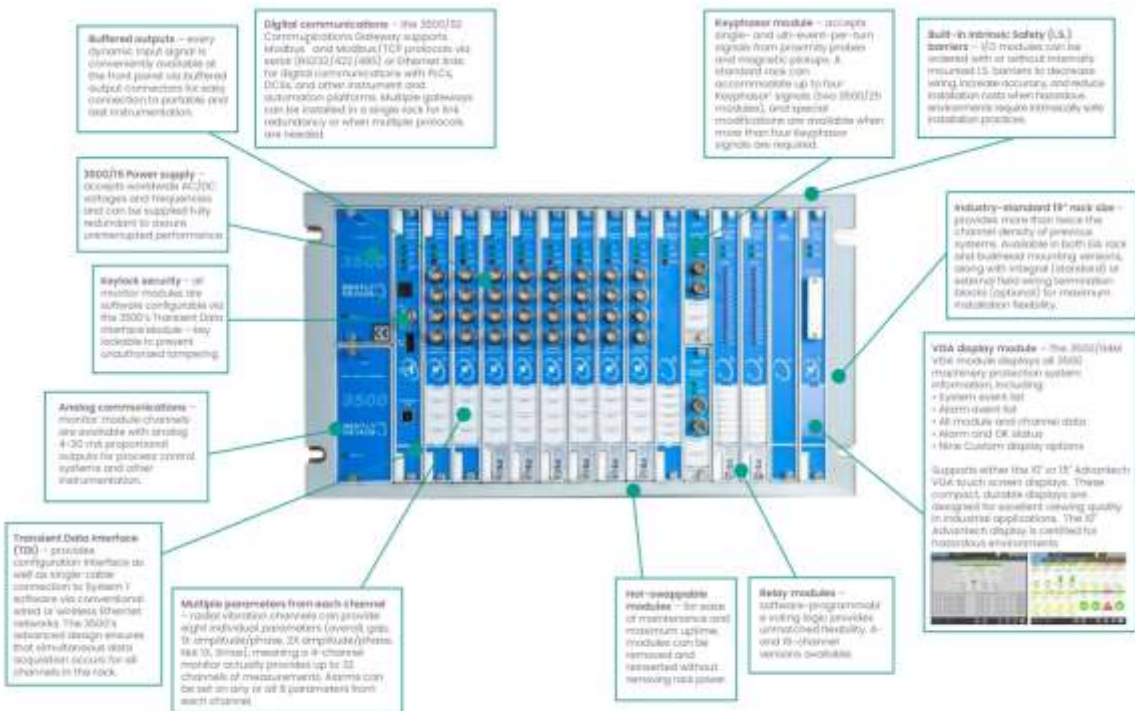 Buffered outputs – every
dynamic input signal is
conveniently available at
the front panel via buffered
output connectors for easy
connection to portable and
test instrumentation.
Digital communications – the 3500/92
Communications Gateway supports
Modbus and Modbus/TCP protocols via
serial (RS232/422/485) or Ethernet links
for digital communications with PLCs,
DCSs, and other instrument and
automation platforms. Multiple gateways
can be installed in a single rack for link
redundancy or when multiple protocols
are needed.
Keyphasor module – accepts
single- and
signals from proximity probes
and magnetic pickups. A
standard rack can
accommodate up to four
Keyphasor signals (two 3500/25
modules), and special
modifications are available when
more than four Keyphasor
signals are required.
Built-in Intrinsic Safety (I.S.)
barriers – I/O modules can be
ordered with or without internally
mounted I.S. barriers to decrease
wiring, increase accuracy, and reduce
installation costs when hazardous
environments require intrinsically safe
installation practices.
3500/15 Power supply –
accepts worldwide AC/DC
voltages and frequencies
and can be supplied fully
redundant to assure
uninterrupted performance.
Industry-standard 19" rack size –
provides more than twice the
channel density of previous
systems. Available in both EIA rack
and bulkhead mounting versions,
along with integral (standard) or
external field wiring termination
blocks (optional) for maximum
installation flexibility.
Keylock security – all
monitor modules are
software configurable via
the 3500's Transient Data
Interface Module – key
lockable to prevent
unauthorized tampering.
3500
3500
VGA display module – The 3500/94M
VGA module displays all 3500
machinery protection system
information, including:
• System event list
• Alarm event list
• All module and channel data
• Alarm and OK status
• Nine Custom display options
Supports either the 10" or 15" Advantech
VGA touch screen displays. These
compact, durable displays are
designed for excellent viewing quality
in industrial applications. The 10"
Advantech display is certified for
hazardous environments
Analog communications –
monitor module channels
are available with analog
4-20 mA proportional
outputs for process control
systems and other
instrumentation.
Transient Data Interface
(TDI) – provides
configuration interface as
well as single-cable
connection to System 1
software via conventional
wired or wireless Ethernet
networks. The 3500's
advanced design ensures
that simultaneous data
acquisition occurs for all
channels in the rack.
Multiple parameters from each channel
– radial vibration channels can provide
eight individual parameters (overall, gap,
1X amplitude/phase, 2X amplitude/phase,
Not 1X, Smax), meaning a 4-channel
monitor actually provides up to 32
channels of measurements. Alarms can
be set on any or all 8 parameters from
each channel.
Hot-swappable
modules – for ease
of maintenance and
maximum uptime,
modules can be
removed and
reinserted without
removing rack power
Relay modules –
software-programmabl
e voting logic provides
unmatched flexibility. 4-
and 16-channel
versions available.